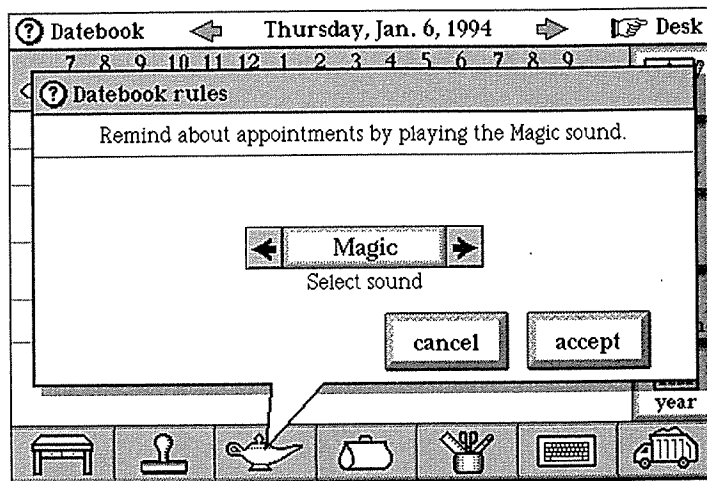 ? Datebook Thursday, Jan. 6, 1994 Desk
7 8 9 10 11 12 1 2 3 4 5 6 7 8 9
? Datebook rules
Remind about appointments by playing the Magic sound.
Magic
Select sound
cancel accept
year